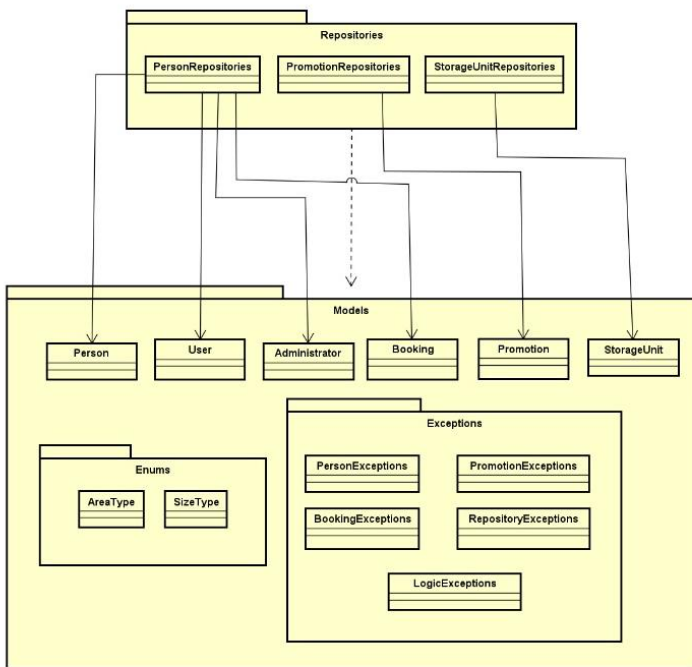 Repositories
PersonRepositories
PromotionRepositories
StorageUnitRepositories
Models
Person
User
Administrator
Booking
Promotion
StorageUnit
Exceptions
Enums
PersonExceptions
PromotionExceptions
AreaType
SizeType
BookingExceptions
RepositoryExceptions
LogicExceptions